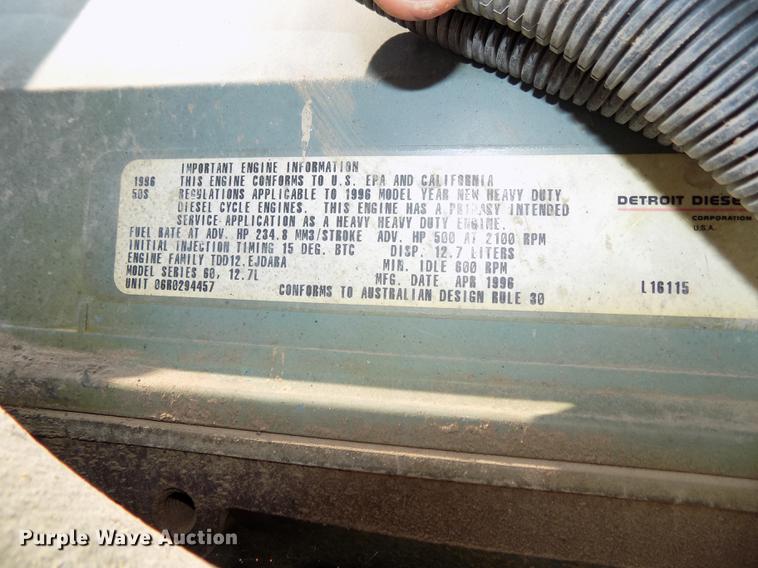 IMPORTANT ENGINE INFORMATION
1996 THIS ENGINE CONFORMS TO U.S. EPA AND CALIFORNIA
50S REGULATIONS APPLICABLE TO 1996 MODEL YEAR NEW HEAVY DUTY
DIESEL CYCLE ENGINES. THIS ENGINE HAS A PRIMARY INTENDED
SERVICE APPLICATION AS A HEAVY HEAVY DUTY ENGINE.
FUEL RATE AT ADV. HP 234.8 MM3/STROKE ADV. HP 500 AT 2100 RPM
INITIAL INJECTION TIMING 15 DEG. BTC DISP. 12.7 LITERS
ENGINE FAMILY TDD12.EJDARA MIN. IDLE 600 RPM
MODEL SERIES 60, 12.7L MFG. DATE APR 1996
UNIT 06R0294457 CONFORMS TO AUSTRALIAN DESIGN RULE 30
DETROIT DIESE
CORPORATION
U.S.A.
L16115
Purple Wave Auction